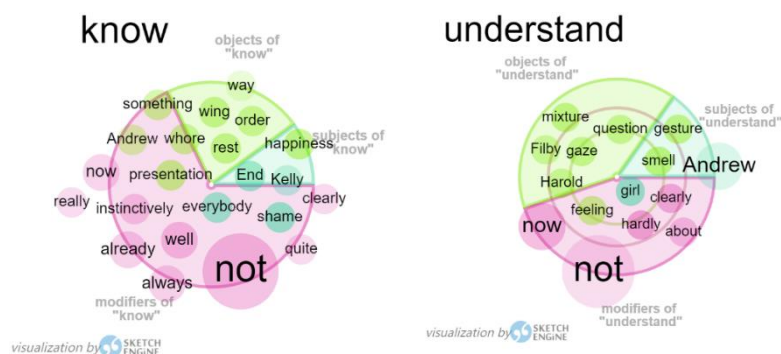 know
objects of
"know"
way
something
wing
order
Andrew
whore
rest
subjects of
"know"
happiness
now
presentation
End
Kelly
really
instinctively
everybody
clearly
shame
already
well
quite
not
always
modifiers of
"know"
visualization by SKETCH ENGINE
understand
objects of
"understand"
mixture
question
gesture
subjects of
"understand"
Filby
gaze
smell
Andrew
Harold
girl
clearly
feeling
now
hardly
about
not
modifiers of
"understand"
visualization by SKETCH ENGINE